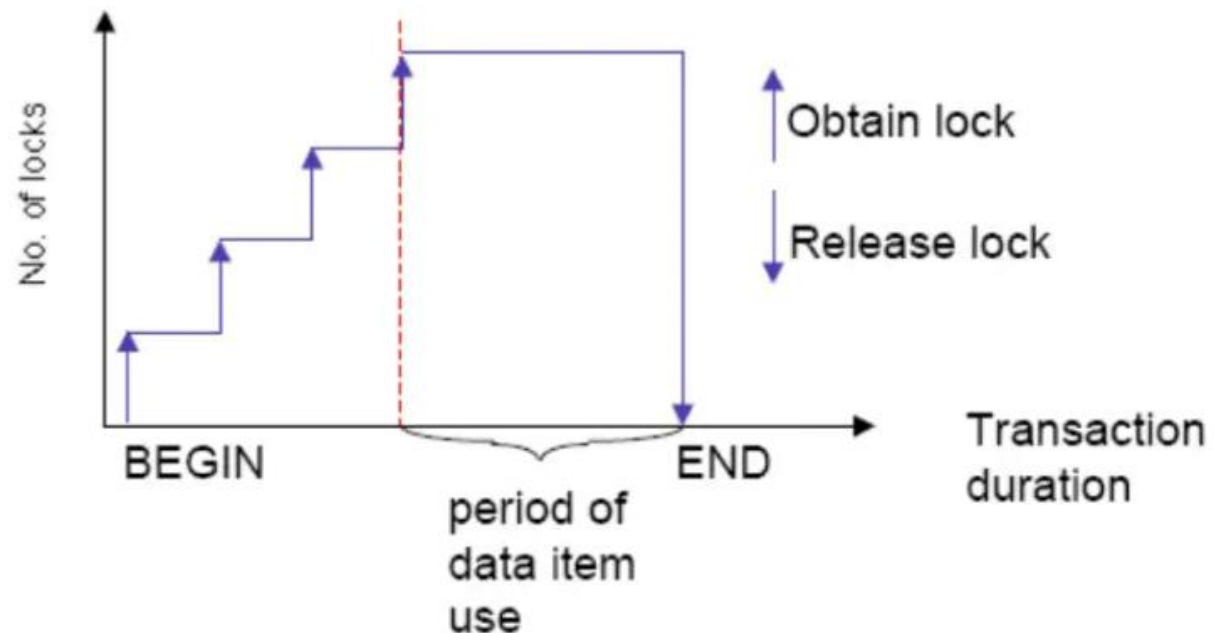 No. of locks
Obtain lock
Release lock
BEGIN
END
Transaction
duration
period of
data item
use